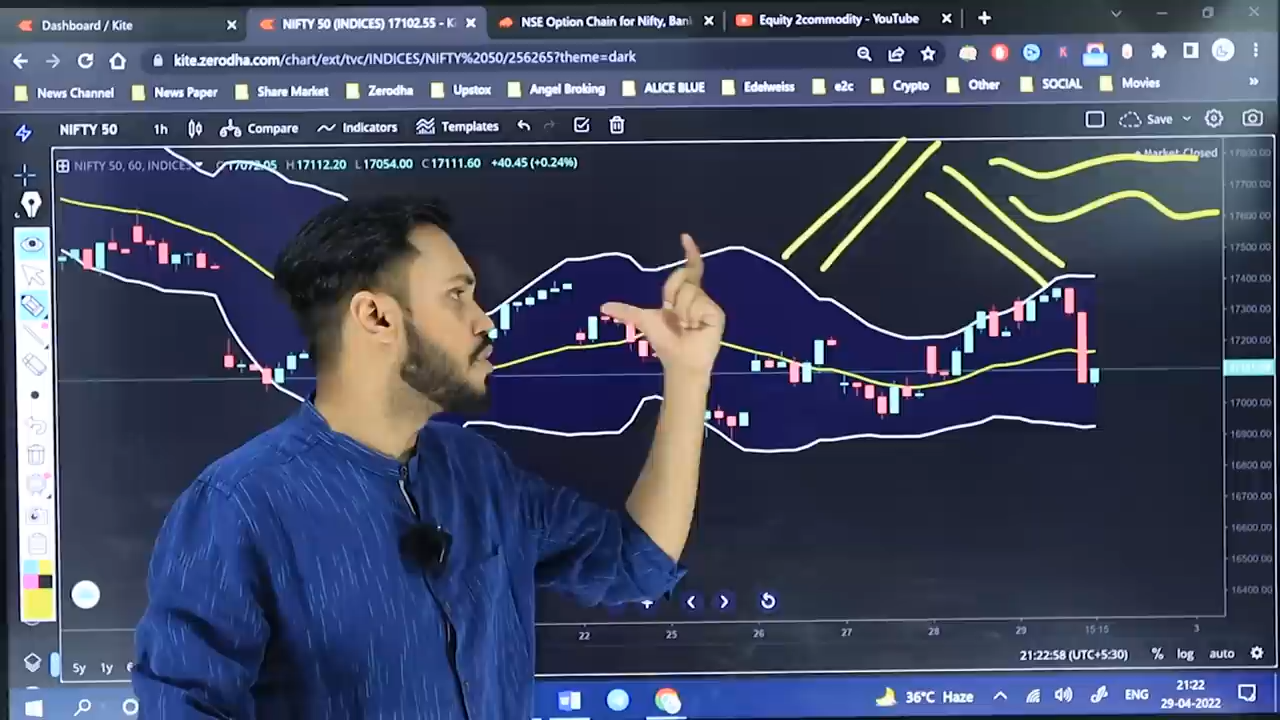 Dashboard / Kite
NIFTY 50 (INDICES) 17102.55 - Ki
NSE Option Chain for Nifty, Ban
Equity 2commodity - YouTube
kite.zerodha.com/chart/ext/tvc/INDICES/NIFTY%2050/256265?theme=dark
News Channel
News Paper
Share Market
Zerodha
Upstox
Angel Broking
ALICE BLUE
Edelweiss
e2c
Crypto
Other
SOCIAL
Movies
NIFTY 50
1h
Compare
Indicators
Templates
Save
NIFTY 50, 60, INDICES O17072.05 H17112.20 L17054.00 C17111.60 +40.45 (+0.24%)
Market Closed
17800.00
17700.00
17600.00
17500.00
17400.00
17300.00
17200.00
17000.00
16900.00
16800.00
16700.00
16600.00
16500.00
16400.00
22
25
26
27
28
29
15:15
3
5y
1y
21:22:58 (UTC+5:30)
%
log
auto
36°C Haze
ENG
21:22
29-04-2022